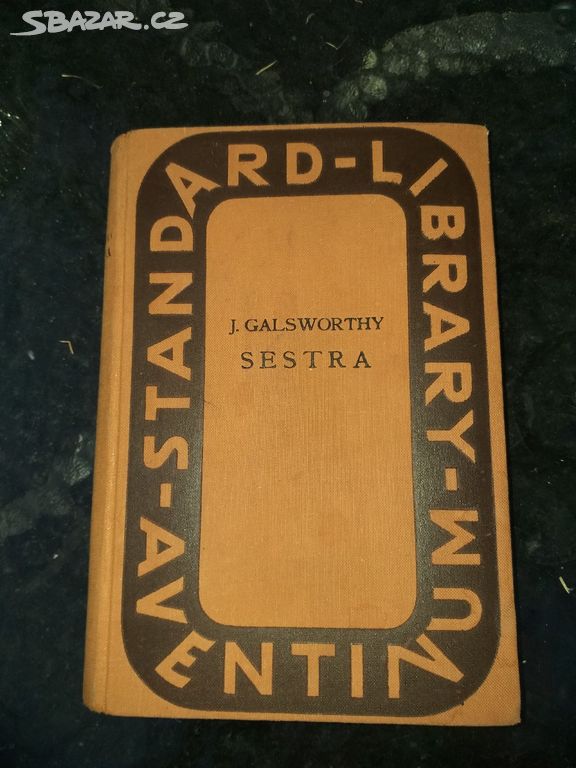 SBAZAR.CZ
STANDARD-LIBRARY-
AVENTINUM-
J. GALSWORTHY
SESTRA